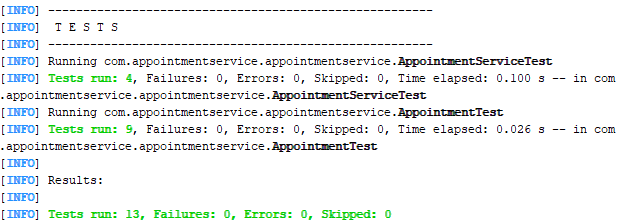 [INFO] -------------------------------------------------------
[INFO]  T E S T S
[INFO] -------------------------------------------------------
[INFO] Running com.appointmentservice.appointmentservice.AppointmentServiceTest
[INFO] Tests run: 4, Failures: 0, Errors: 0, Skipped: 0, Time elapsed: 0.100 s -- in com
.appointmentservice.appointmentservice.AppointmentServiceTest
[INFO] Running com.appointmentservice.appointmentservice.AppointmentTest
[INFO] Tests run: 9, Failures: 0, Errors: 0, Skipped: 0, Time elapsed: 0.026 s -- in com
.appointmentservice.appointmentservice.AppointmentTest
[INFO]
[INFO] Results:
[INFO]
[INFO] Tests run: 13, Failures: 0, Errors: 0, Skipped: 0